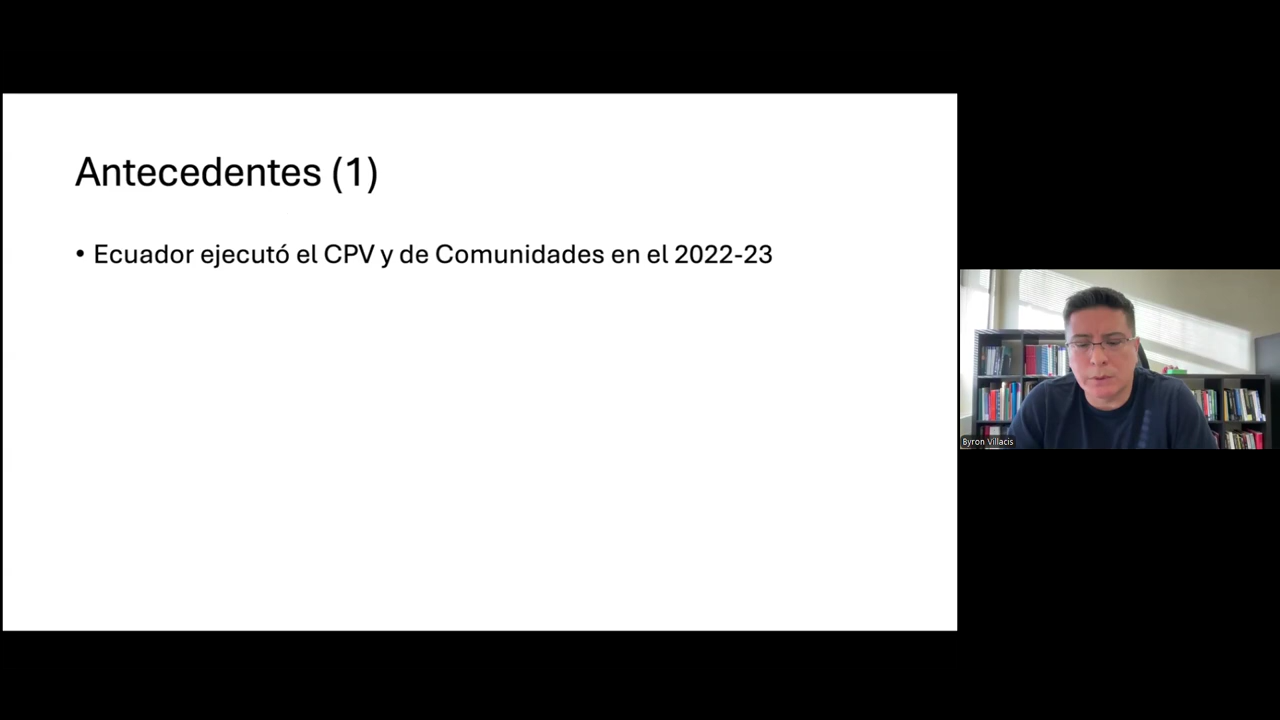 Antecedentes (1)
• Ecuador ejecutó el CPV y de Comunidades en el 2022-23
Byron Villacis